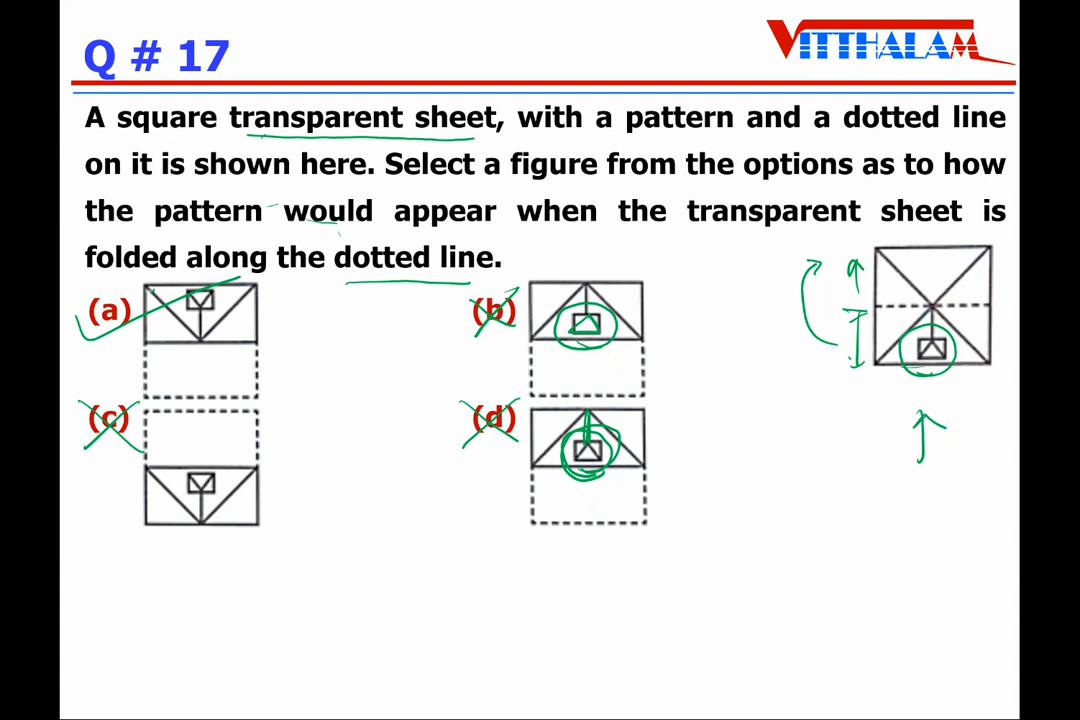 Q # 17
VITTHALAM
A square transparent sheet, with a pattern and a dotted line
on it is shown here. Select a figure from the options as to how
the pattern would appear when the transparent sheet is
folded along the dotted line.
(a)
(b)
(c)
(d)